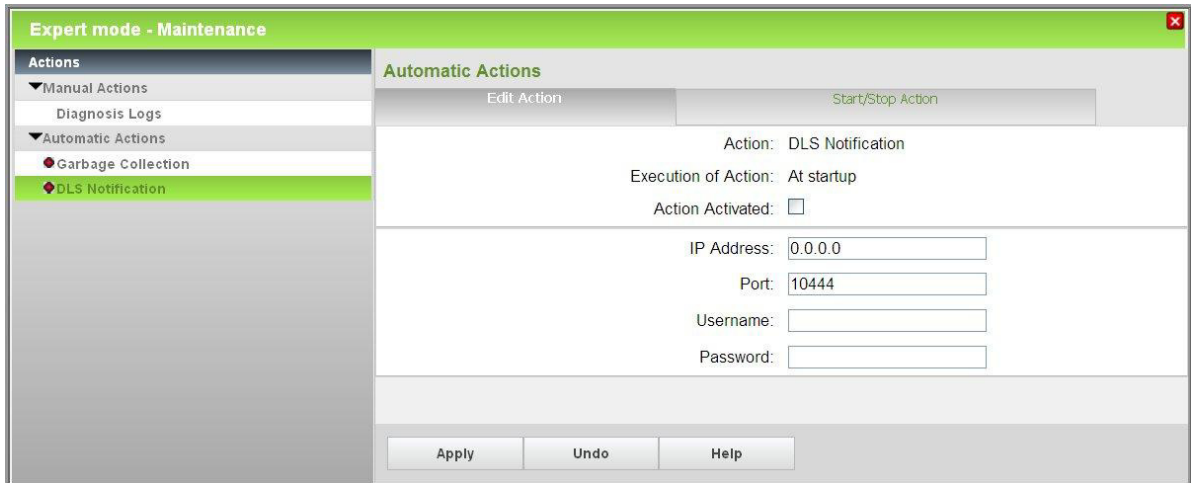 Expert mode - Maintenance
Actions
Manual Actions
Diagnosis Logs
Automatic Actions
Garbage Collection
DLS Notification
Automatic Actions
Edit Action
Start/Stop Action
Action: DLS Notification
Execution of Action: At startup
Action Activated:
IP Address: 0.0.0.0
Port: 10444
Username:
Password:
Apply
Undo
Help